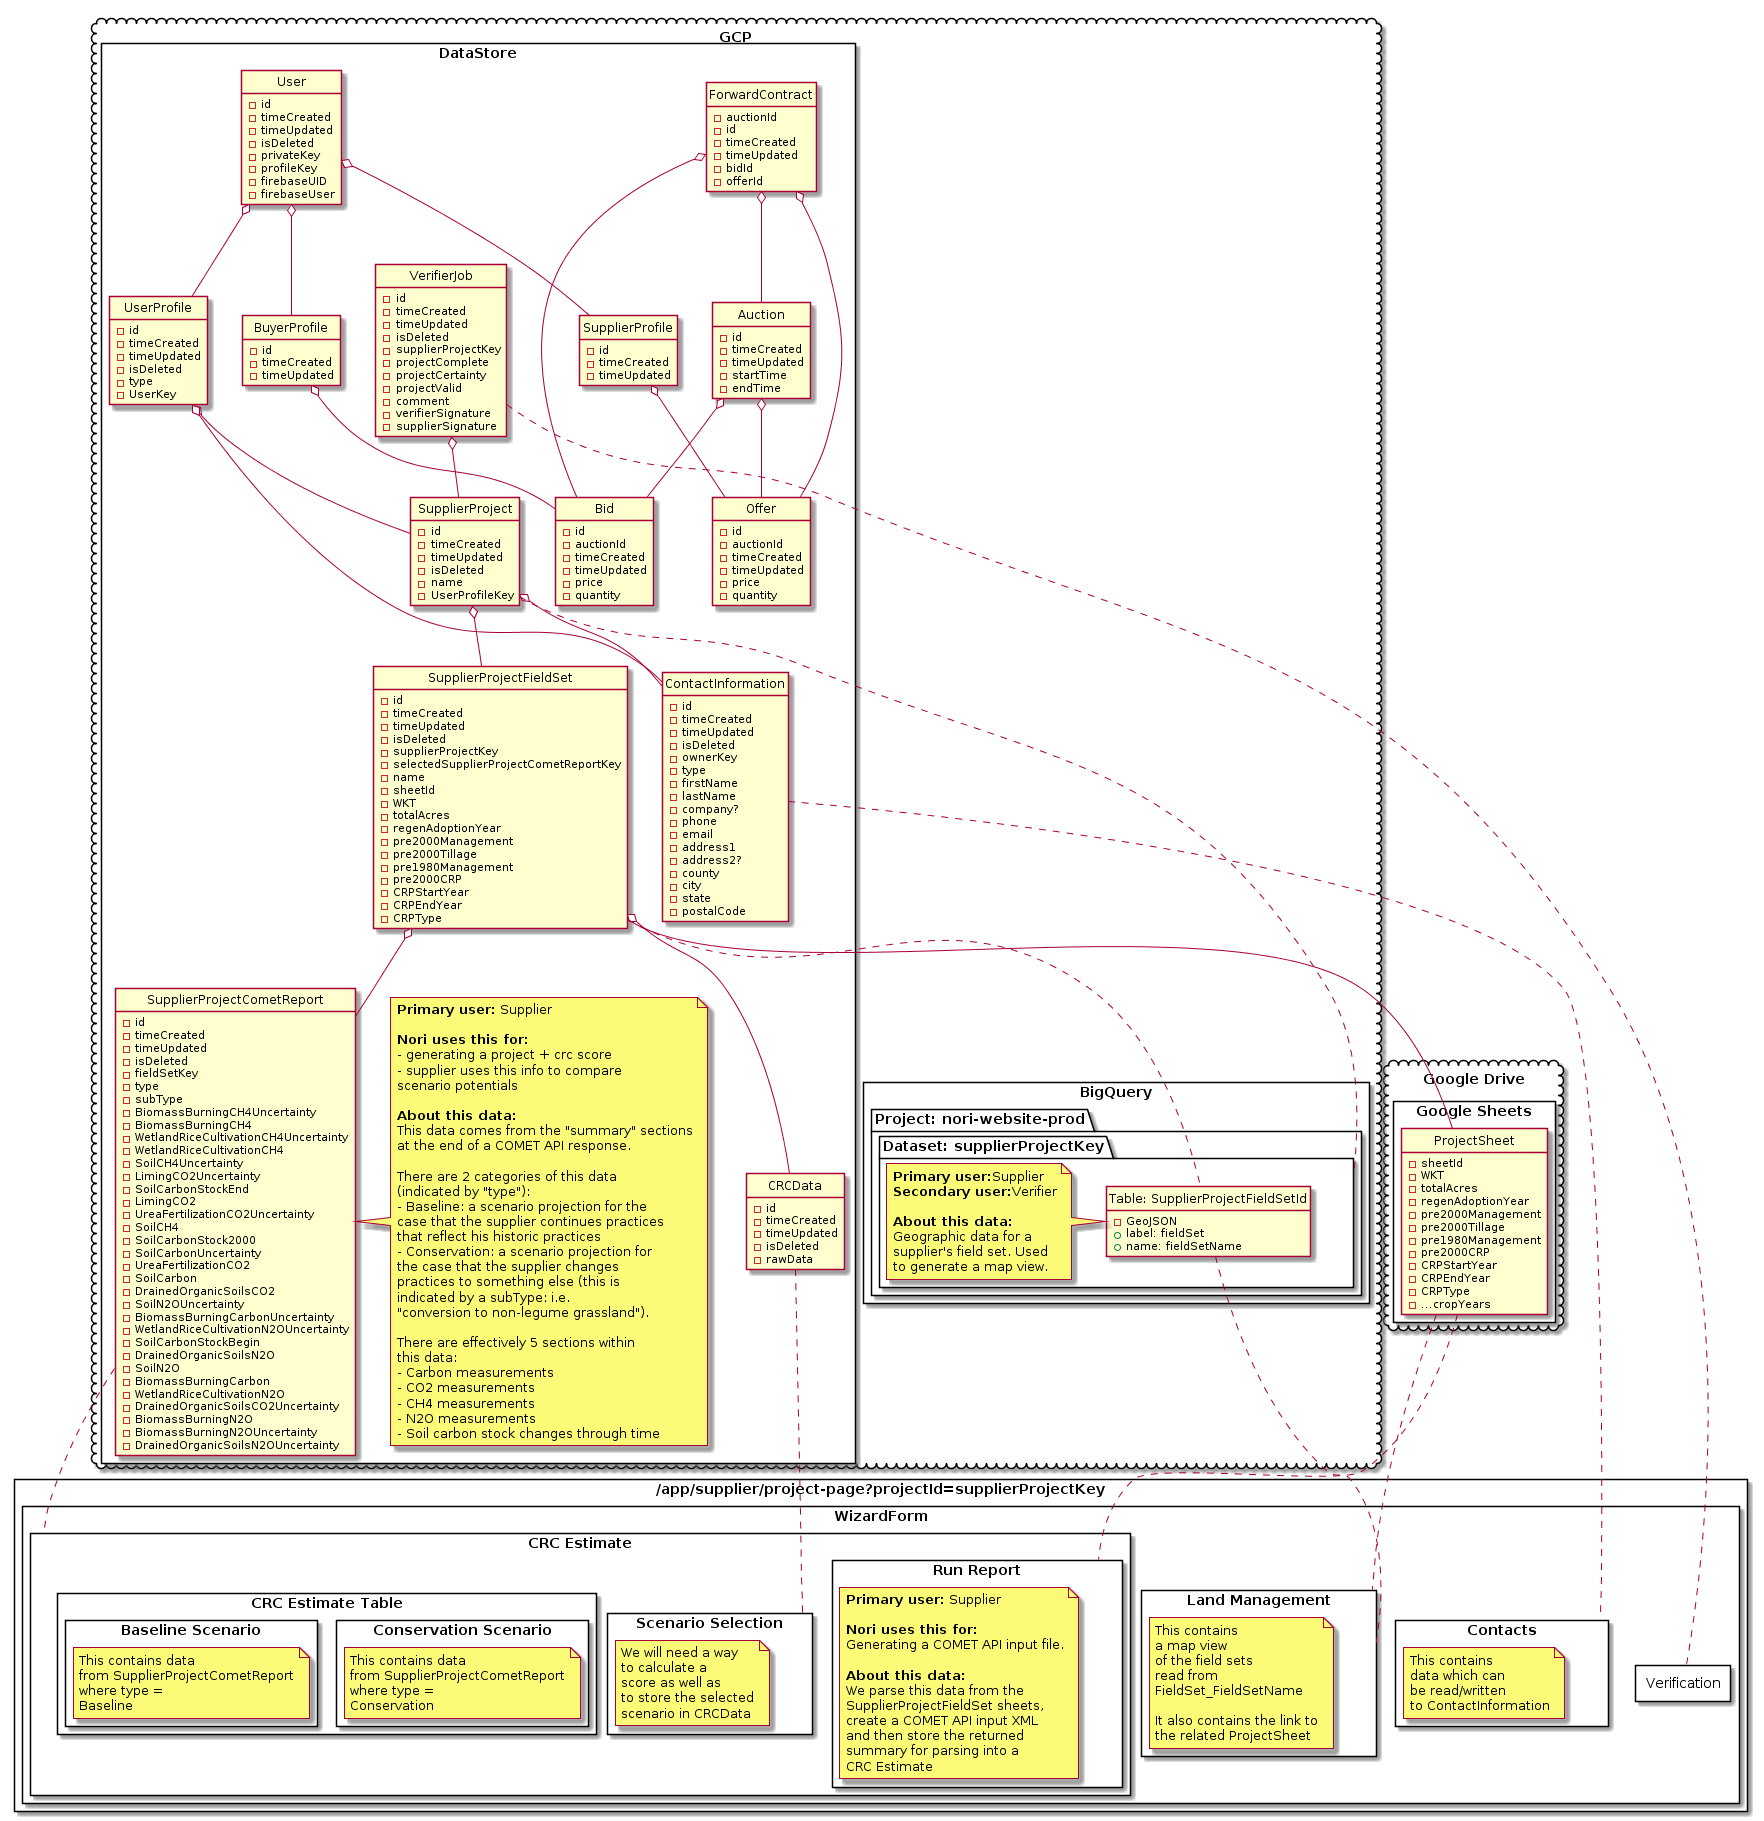 GCP
DataStore
User
id
timeCreated
timeUpdated
isDeleted
privateKey
profileKey
firebaseUID
firebaseUser
ForwardContract
auctionId
id
timeCreated
timeUpdated
bidId
offerId
UserProfile
id
timeCreated
timeUpdated
isDeleted
type
UserKey
BuyerProfile
id
timeCreated
timeUpdated
VerifierJob
id
timeCreated
timeUpdated
isDeleted
supplierProjectKey
projectComplete
projectCertainty
projectValid
comment
verifierSignature
supplierSignature
SupplierProfile
id
timeCreated
timeUpdated
Auction
id
timeCreated
timeUpdated
startTime
endTime
SupplierProject
id
timeCreated
timeUpdated
isDeleted
name
UserProfileKey
Bid
id
auctionId
timeCreated
timeUpdated
price
quantity
Offer
id
auctionId
timeCreated
timeUpdated
price
quantity
SupplierProjectFieldSet
id
timeCreated
timeUpdated
isDeleted
supplierProjectKey
selectedSupplierProjectCometReportKey
name
sheetId
WKT
totalAcres
regenAdoptionYear
pre2000Management
pre2000Tillage
pre1980Management
pre2000CRP
CRPStartYear
CRPEndYear
CRPType
ContactInformation
id
timeCreated
timeUpdated
isDeleted
ownerKey
type
firstName
lastName
company?
phone
email
address1
address2?
county
city
state
postalCode
SupplierProjectCometReport
id
timeCreated
timeUpdated
isDeleted
fieldSetKey
type
subType
BiomassBurningCH4Uncertainty
BiomassBurningCH4
WetlandRiceCultivationCH4Uncertainty
WetlandRiceCultivationCH4
SoilCH4Uncertainty
LimingCO2Uncertainty
SoilCarbonStockEnd
LimingCO2
UreaFertilizationCO2Uncertainty
SoilCH4
SoilCarbonStock2000
SoilCarbonUncertainty
UreaFertilizationCO2
SoilCarbon
DrainedOrganicSoilsCO2
SoilN2OUncertainty
BiomassBurningCarbonUncertainty
WetlandRiceCultivationN2OUncertainty
SoilCarbonStockBegin
DrainedOrganicSoilsN2O
SoilN2O
BiomassBurningCarbon
WetlandRiceCultivationN2O
DrainedOrganicSoilsCO2Uncertainty
BiomassBurningN2O
BiomassBurningN2OUncertainty
DrainedOrganicSoilsN2OUncertainty
Primary user: Supplier
Nori uses this for:
- generating a project + crc score
- supplier uses this info to compare
scenario potentials
About this data:
This data comes from the "summary" sections
at the end of a COMET API response.
There are 2 categories of this data
(indicated by "type"):
- Baseline: a scenario projection for the
case that the supplier continues practices
that reflect his historic practices
- Conservation: a scenario projection for
the case that the supplier changes
practices to something else (this is
indicated by a subType: i.e.
"conversion to non-legume grassland").
There are effectively 5 sections within
this data:
- Carbon measurements
- CO2 measurements
- CH4 measurements
- N2O measurements
- Soil carbon stock changes through time
CRCData
id
timeCreated
timeUpdated
isDeleted
rawData
BigQuery
Project: nori-website-prod
Dataset: supplierProjectKey
Primary user:Supplier
Secondary user:Verifier
About this data:
Geographic data for a
supplier's field set. Used
to generate a map view.
Table: SupplierProjectFieldSetId
GeoJSON
label: fieldSet
name: fieldSetName
Google Drive
Google Sheets
ProjectSheet
sheetId
WKT
totalAcres
regenAdoptionYear
pre2000Management
pre2000Tillage
pre1980Management
pre2000CRP
CRPStartYear
CRPEndYear
CRPType
...cropYears
/app/supplier/project-page?projectId=supplierProjectKey
WizardForm
CRC Estimate
CRC Estimate Table
Baseline Scenario
This contains data
from SupplierProjectCometReport
where type =
Baseline
Conservation Scenario
This contains data
from SupplierProjectCometReport
where type =
Conservation
Scenario Selection
We will need a way
to calculate a
score as well as
to store the selected
scenario in CRCData
Run Report
Primary user: Supplier
Nori uses this for:
Generating a COMET API input file.
About this data:
We parse this data from the
SupplierProjectFieldSet sheets,
create a COMET API input XML
and then store the returned
summary for parsing into a
CRC Estimate
Land Management
This contains
a map view
of the field sets
read from
FieldSet_FieldSetName
It also contains the link to
the related ProjectSheet
Contacts
This contains
data which can
be read/written
to ContactInformation
Verification